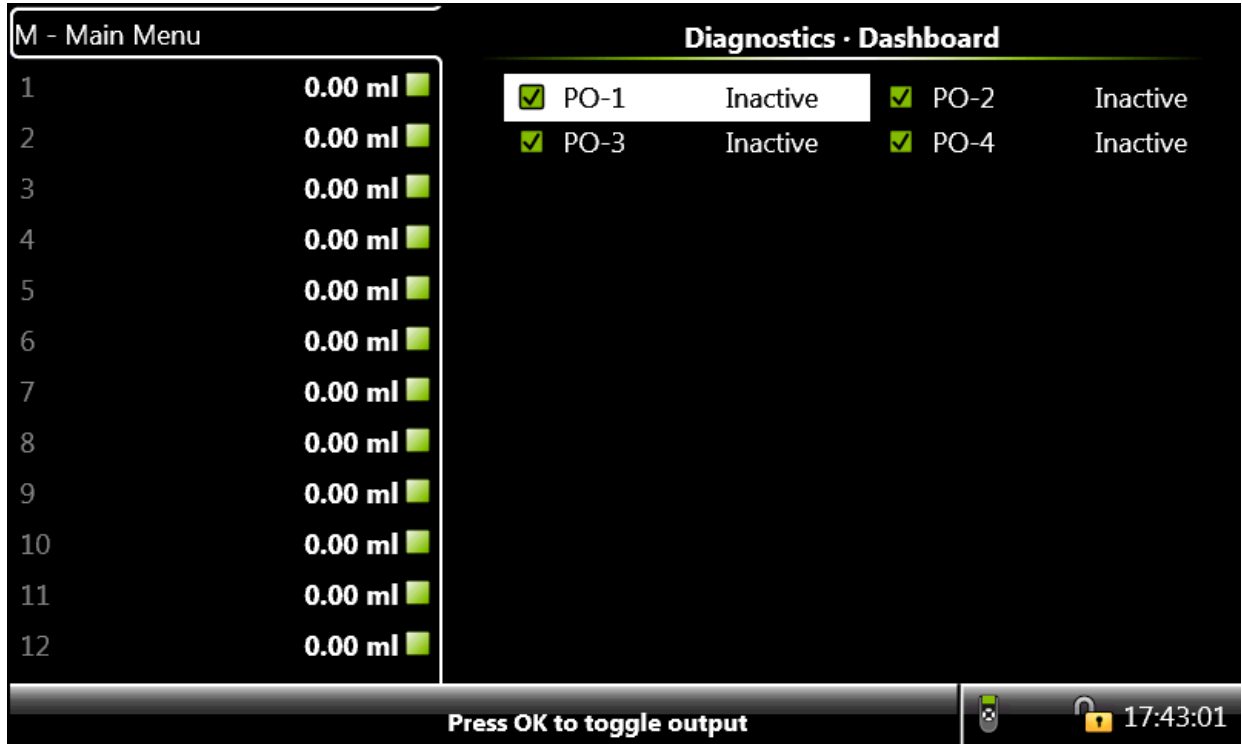 M - Main Menu
1 0.00 ml
2 0.00 ml
3 0.00 ml
4 0.00 ml
5 0.00 ml
6 0.00 ml
7 0.00 ml
8 0.00 ml
9 0.00 ml
10 0.00 ml
11 0.00 ml
12 0.00 ml
Diagnostics · Dashboard
PO-1 Inactive PO-2 Inactive
PO-3 Inactive PO-4 Inactive
Press OK to toggle output
17:43:01